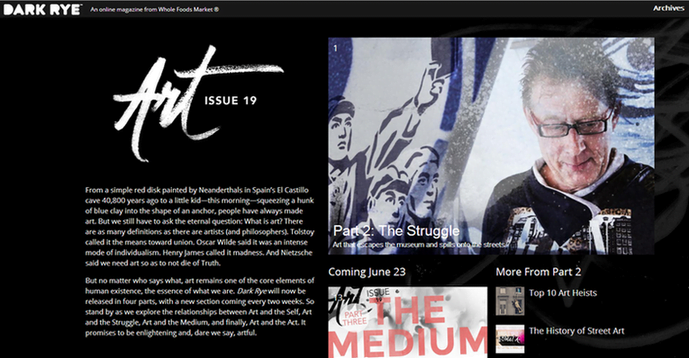 DARK RYE
An online magazine from Whole Foods Market ®
Archives
Art
ISSUE 19
From a simple red disk painted by Neanderthals in Spain's El Castillo
cave 40,800 years ago to a little kid—this morning—squeezing a hunk
of blue clay into the shape of an anchor, people have always made
art. But we still have to ask the eternal question: What is art? There
are as many definitions as there are artists (and philosophers). Tolstoy
called it the means toward union. Oscar Wilde said it was an intense
mode of individualism. Henry James called it madness. And Nietzsche
said we need art so as to not die of Truth.
But no matter who says what, art remains one of the core elements of
human existence, the essence of what we are. Dark Rye will now be
released in four parts, with a new section coming every two weeks. So
stand by as we explore the relationships between Art and the Self, Art
and the Struggle, Art and the Medium, and finally, Art and the Act. It
promises to be enlightening and, dare we say, artful.
1
Part 2: The Struggle
Art that escapes the museum and spills onto the streets
Coming June 23
Art
ISSUE
PART
THREE
THE
MEDIUM
More From Part 2
Top 10 Art Heists
The History of Street Art